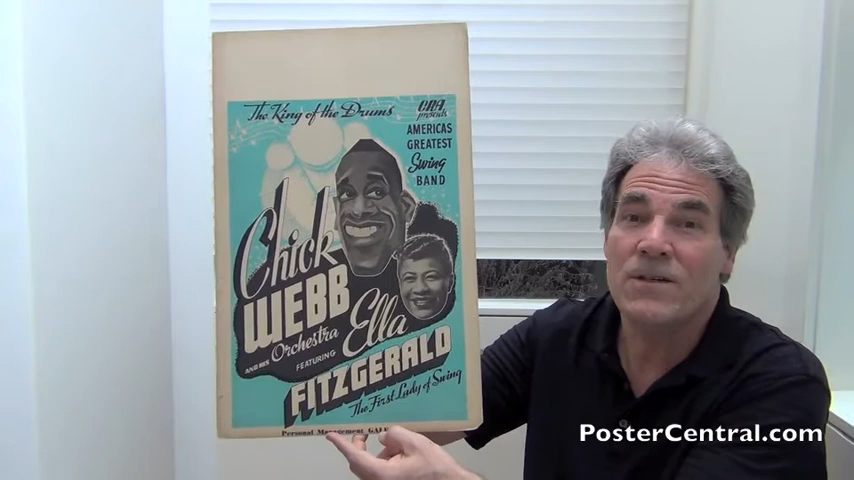 The King of the Drums
CRA
presents
AMERICAS
GREATEST
Swing
BAND
Chick
WEBB
AND HIS Orchestra
FEATURING
Ella
FITZGERALD
The First Lady of Swing
Personal Management
PosterCentral.com